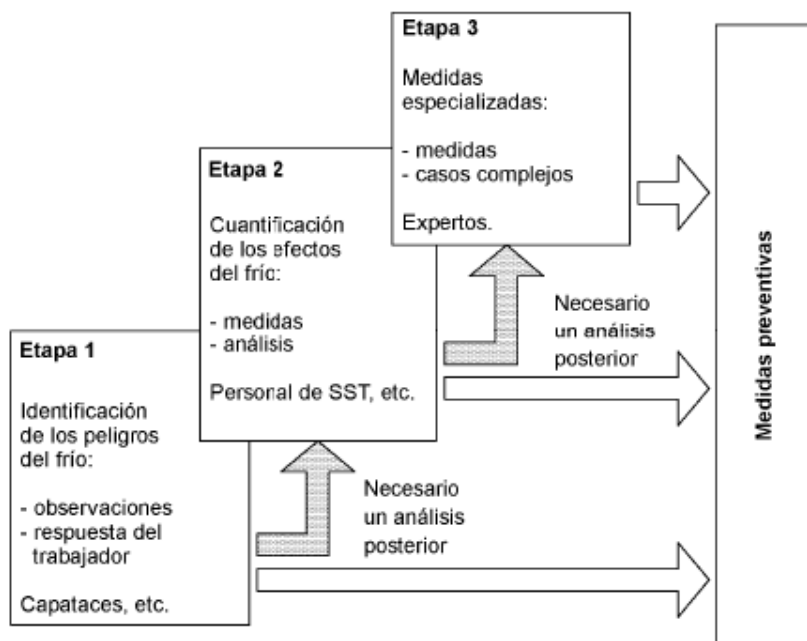 Etapa 3
Medidas
especializadas:
- medidas
- casos complejos
Expertos.
Etapa 2
Cuantificación
de los efectos
del frío:
- medidas
- análisis
Personal de SST, etc.
Necesario
un análisis
posterior
Etapa 1
Identificación
de los peligros
del frío:
- observaciones
- respuesta del
trabajador
Capataces, etc.
Necesario
un análisis
posterior
Medidas preventivas